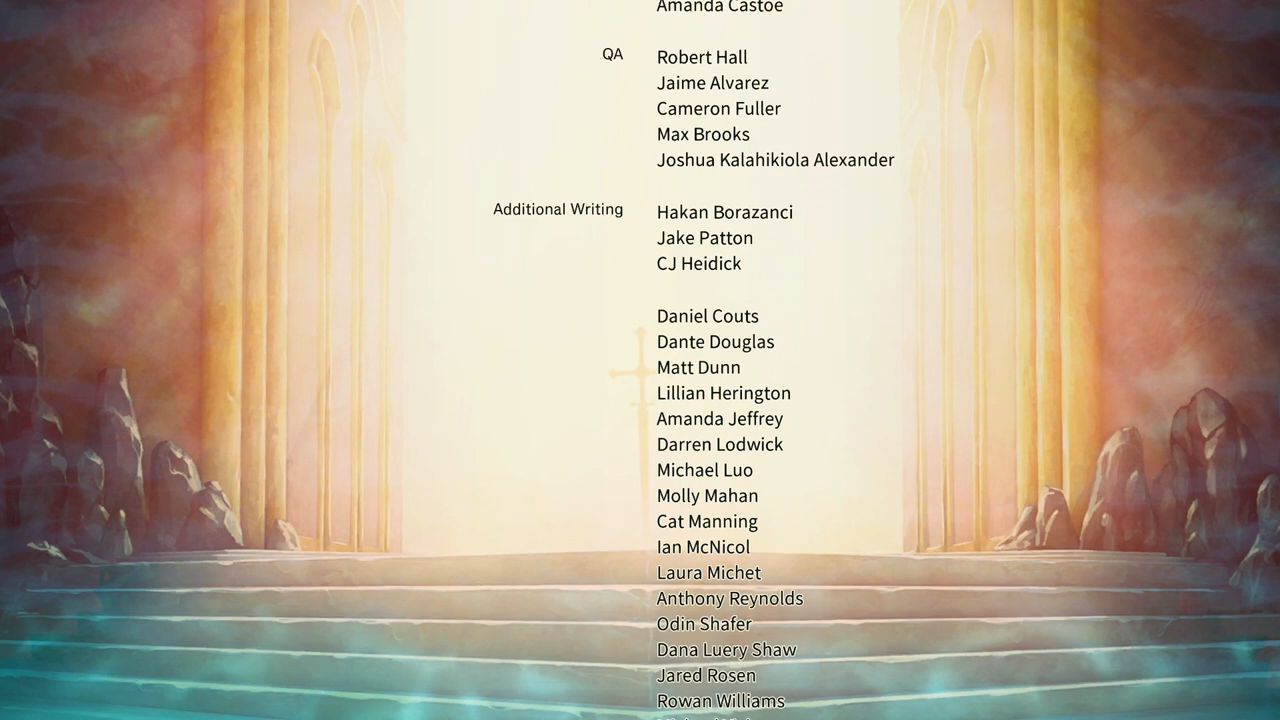 Amanda Castoe
QA Robert Hall
Jaime Alvarez
Cameron Fuller
Max Brooks
Joshua Kalahikiola Alexander
Additional Writing Hakan Borazanci
Jake Patton
CJ Heidick
Daniel Couts
Dante Douglas
Matt Dunn
Lillian Herington
Amanda Jeffrey
Darren Lodwick
Michael Luo
Molly Mahan
Cat Manning
Ian McNicol
Laura Michet
Anthony Reynolds
Odin Shafer
Dana Luery Shaw
Jared Rosen
Rowan Williams